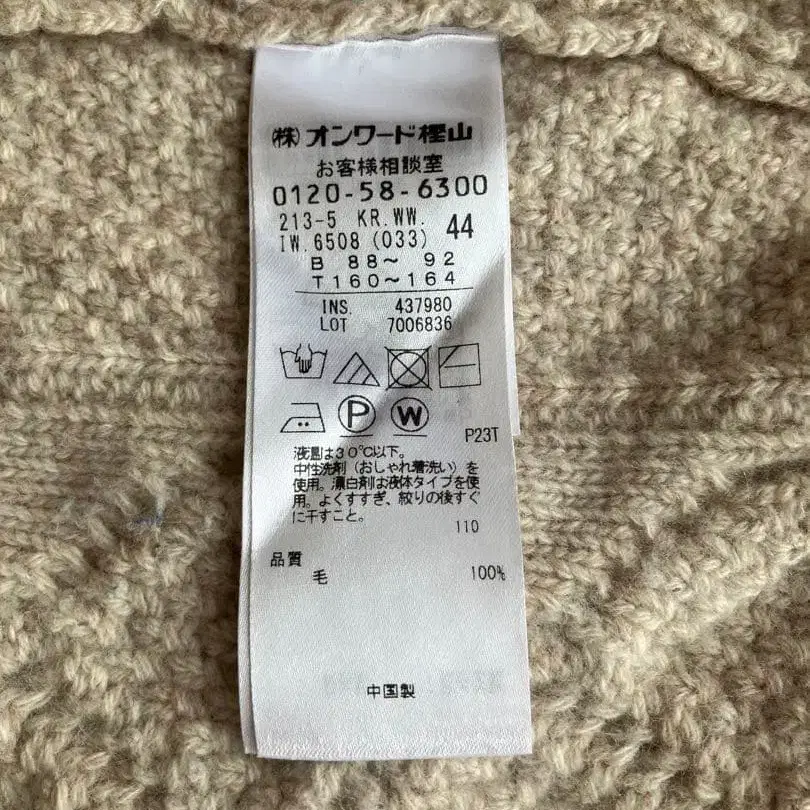 (株)オンワード樫山
お客様相談室
0120-58-6300
213-5 KR.WW.
IW.6508 (033) 44
B 88～ 92
T160～164
INS. 437980
LOT 7006836
P W
P23T
液温は30℃以下。
中性洗剤(おしゃれ着洗い)を
使用。漂白剤は液体タイプを使
用。よくすすぎ、絞りの後すぐ
に干すこと。
110
品質
毛 100%
中国製